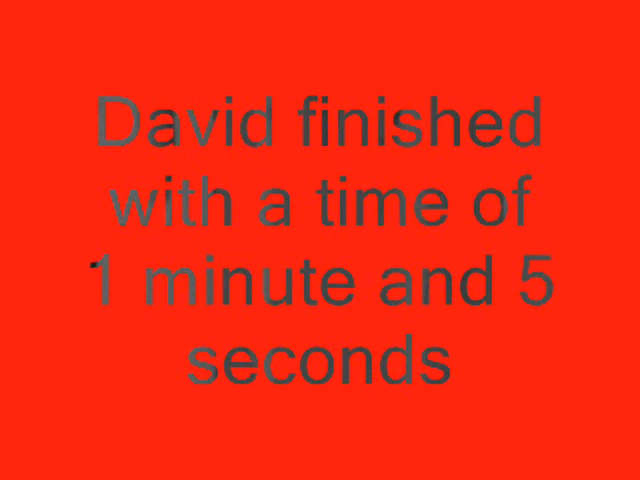 David finished
with a time of
1 minute and 5
seconds